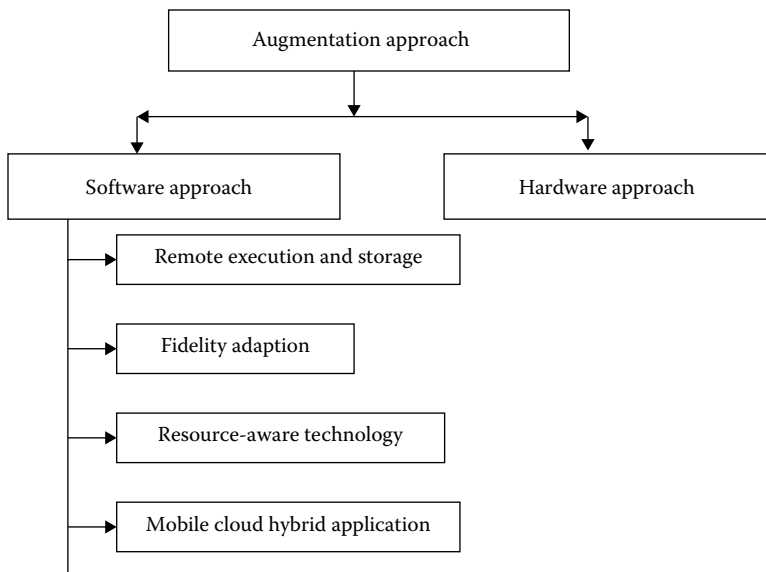 Augmentation approach
Software approach
Hardware approach
Remote execution and storage
Fidelity adaption
Resource-aware technology
Mobile cloud hybrid application